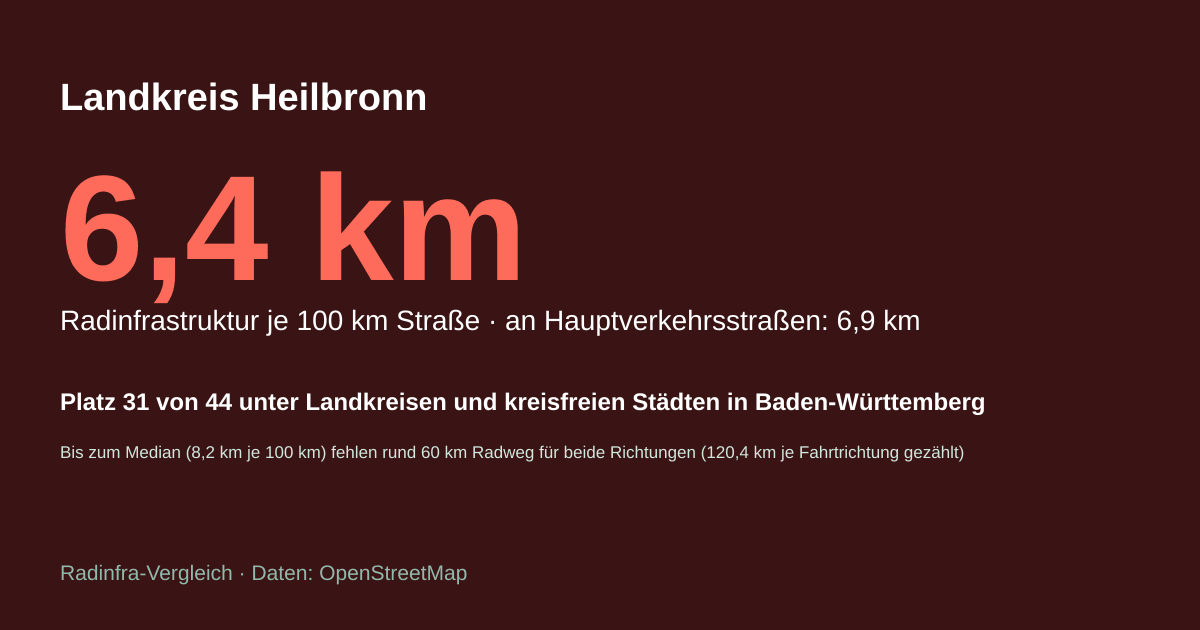 Landkreis Heilbronn
6,4 km
Radinfrastruktur je 100 km Straße · an Hauptverkehrsstraßen: 6,9 km
Platz 31 von 44 unter Landkreisen und kreisfreien Städten in Baden-Württemberg
Bis zum Median (8,2 km je 100 km) fehlen rund 60 km Radweg für beide Richtungen (120,4 km je Fahrtrichtung gezählt)
Radinfra-Vergleich · Daten: OpenStreetMap